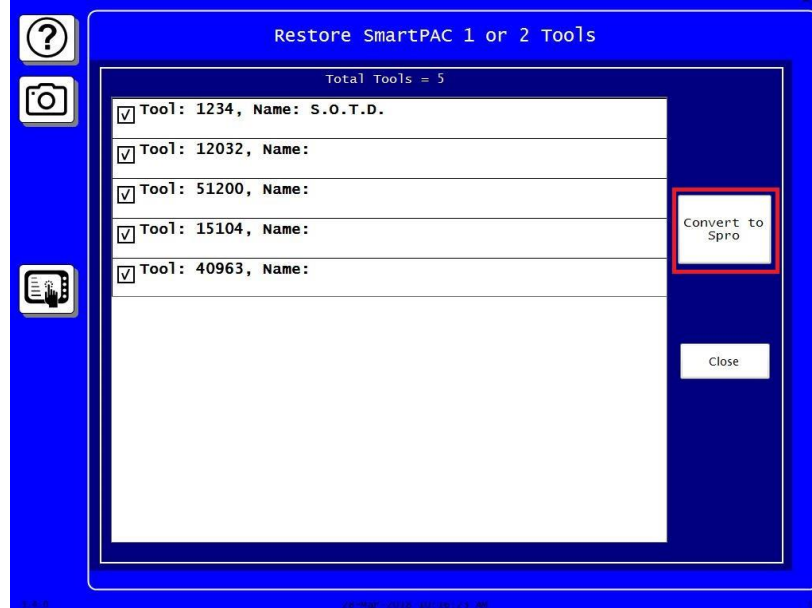 Restore SmartPAC 1 or 2 Tools
Total Tools = 5
Tool: 1234, Name: S.O.T.D.
Tool: 12032, Name:
Tool: 51200, Name:
Tool: 15104, Name:
Tool: 40963, Name:
Convert to
Spro
Close